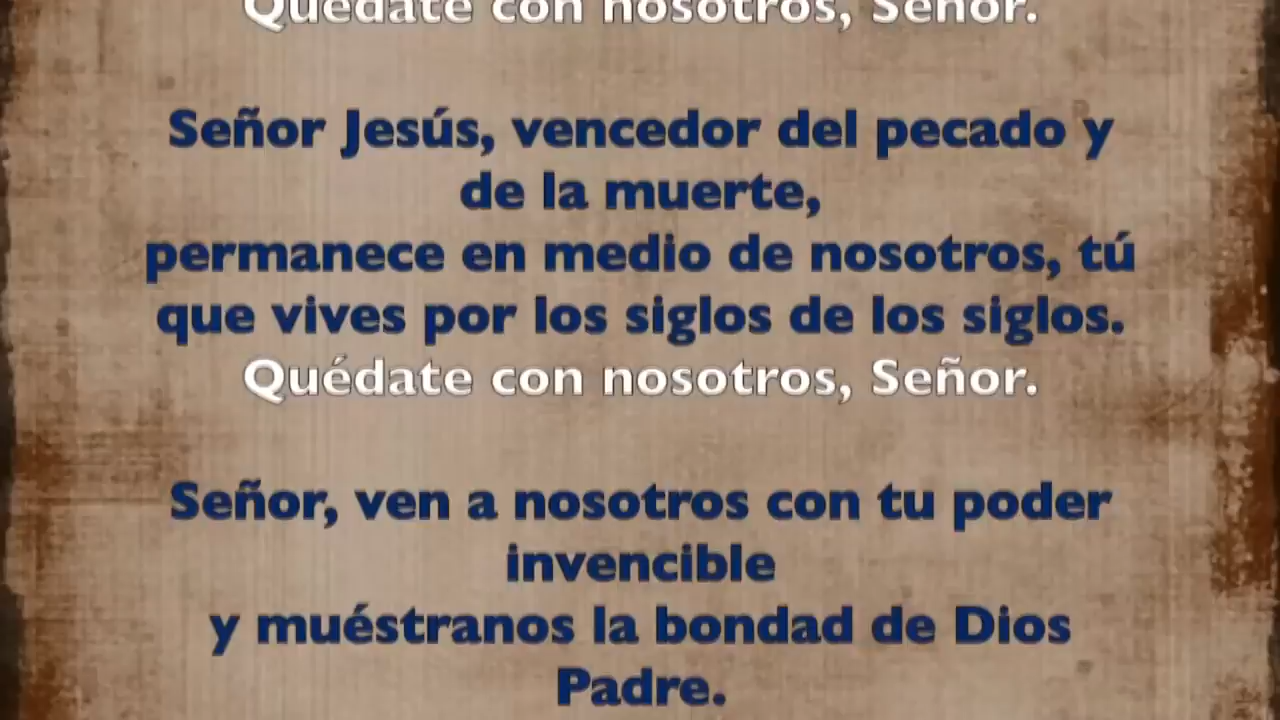 Quédate con nosotros, Señor.
Señor Jesús, vencedor del pecado y
de la muerte,
permanece en medio de nosotros, tú
que vives por los siglos de los siglos.
Quédate con nosotros, Señor.
Señor, ven a nosotros con tu poder
invencible
y muéstranos la bondad de Dios
Padre.